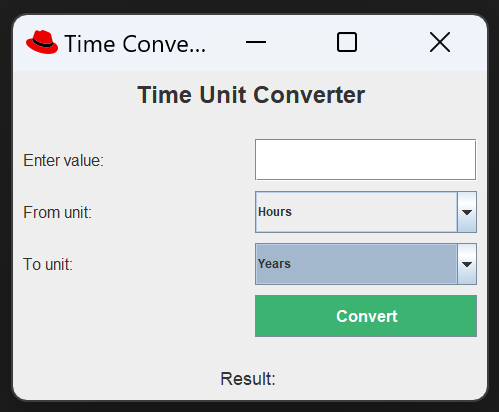 Time Conve...
Time Unit Converter
Enter value:
From unit: Hours
To unit: Years
Convert
Result: